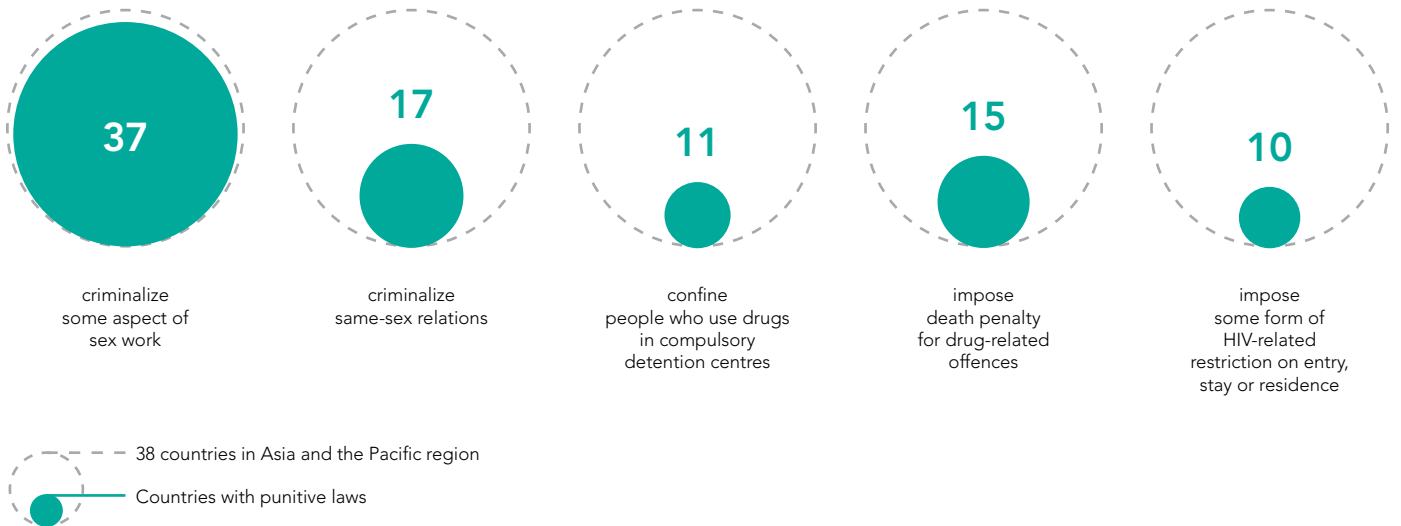 37
17
11
15
10
criminalize
some aspect of
sex work
criminalize
same-sex relations
confine
people who use drugs
in compulsory
detention centres
impose
death penalty
for drug-related
offences
impose
some form of
HIV-related
restriction on entry,
stay or residence
38 countries in Asia and the Pacific region
Countries with punitive laws